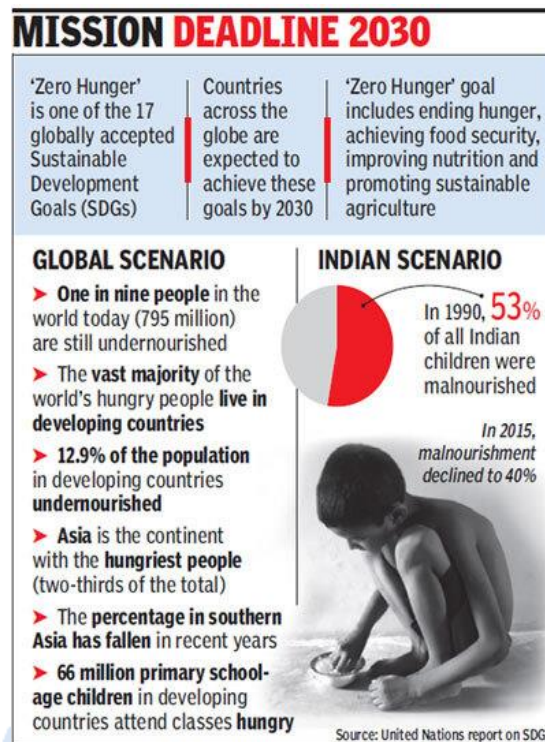 MISSION DEADLINE 2030
'Zero Hunger'
is one of the 17
globally accepted
Sustainable
Development
Goals (SDGs)
Countries
across the
globe are
expected to
achieve these
goals by 2030
'Zero Hunger' goal
includes ending hunger,
achieving food security,
improving nutrition and
promoting sustainable
agriculture
GLOBAL SCENARIO
➤ One in nine people in the
world today (795 million)
are still undernourished
➤ The vast majority of the
world's hungry people live in
developing countries
➤ 12.9% of the population
in developing countries
undernourished
➤ Asia is the continent
with the hungriest people
(two-thirds of the total)
➤ The percentage in southern
Asia has fallen in recent years
➤ 66 million primary school-
age children in developing
countries attend classes hungry
INDIAN SCENARIO
In 1990, 53%
of all Indian
children were
malnourished
In 2015,
malnourishment
declined to 40%
Source: United Nations report on SDG